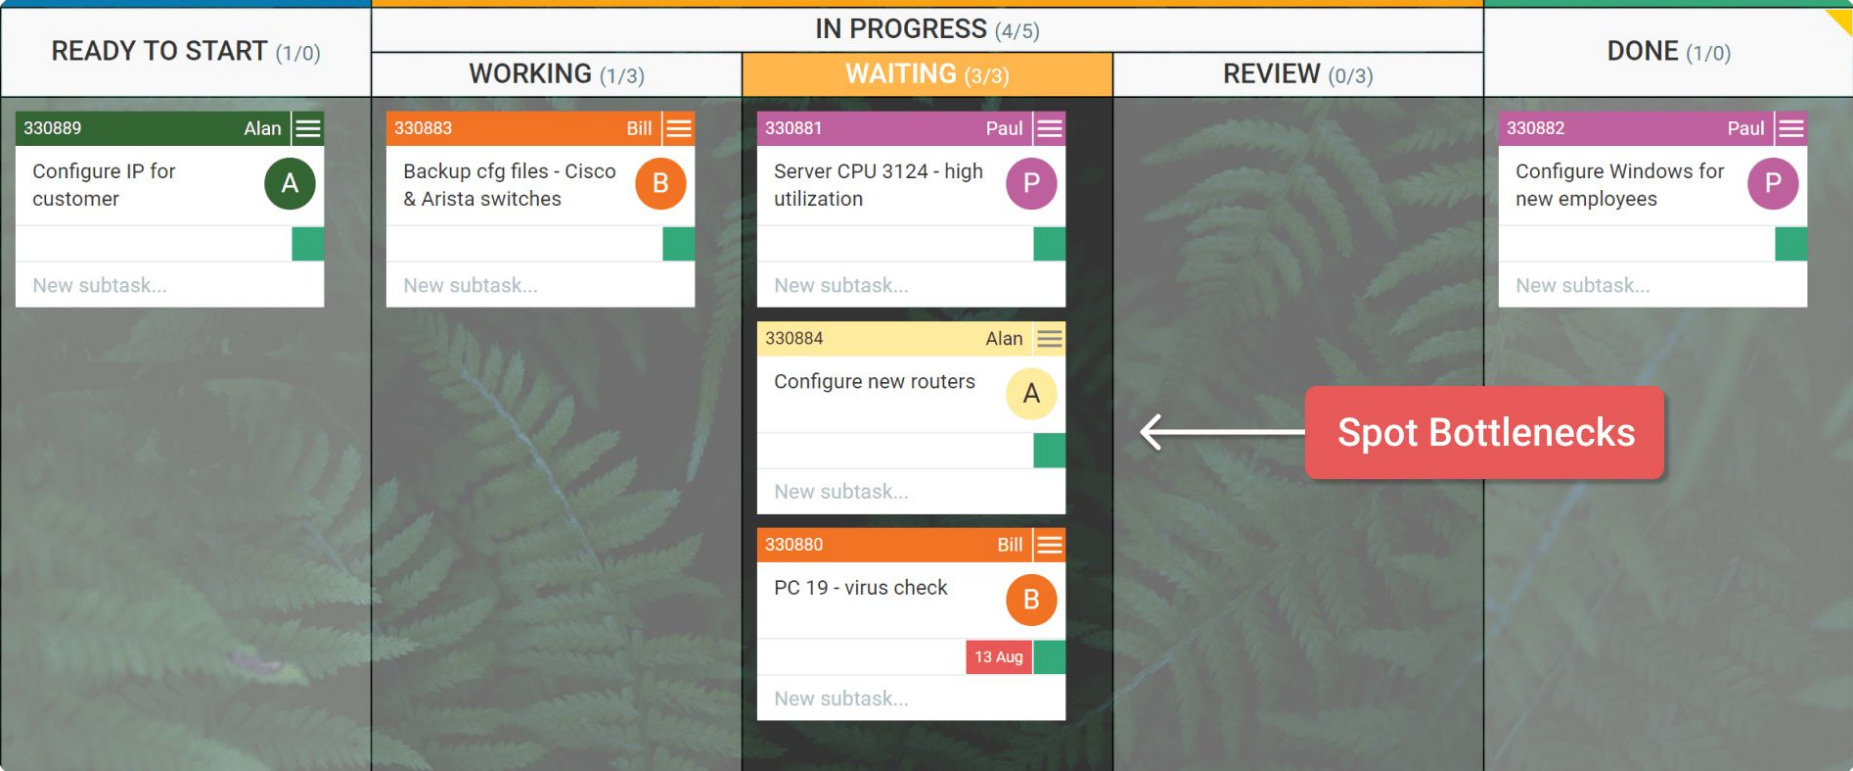 READY TO START (1/0)
IN PROGRESS (4/5)
WORKING (1/3)
WAITING (3/3)
REVIEW (0/3)
DONE (1/0)
330889 Alan
Configure IP for
customer
A
New subtask...
330883 Bill
Backup cfg files - Cisco
& Arista switches
B
New subtask...
330881 Paul
Server CPU 3124 - high
utilization
P
New subtask...
330884 Alan
Configure new routers
A
New subtask...
330880 Bill
PC 19 - virus check
B
13 Aug
New subtask...
330882 Paul
Configure Windows for
new employees
P
New subtask...
Spot Bottlenecks